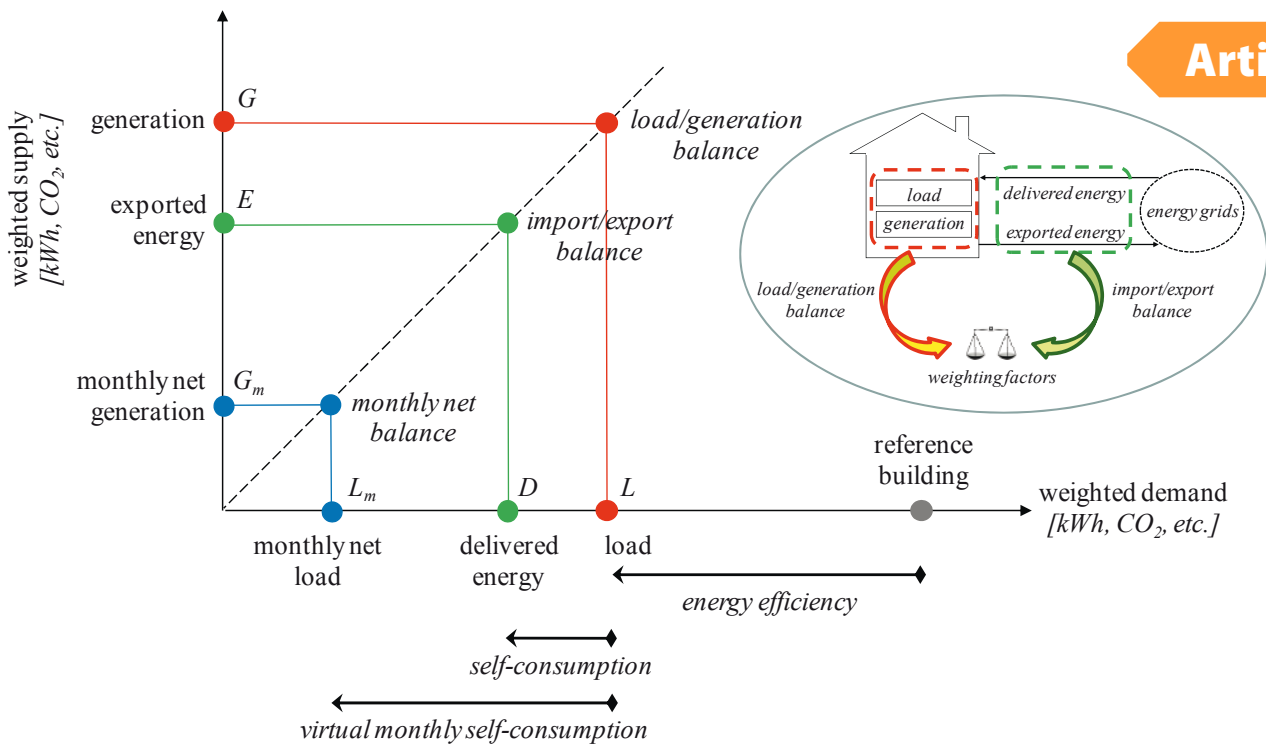 Arti
weighted supply
[kWh, CO2, etc.]
generation
G
load/generation
balance
exported
energy
E
import/export
balance
monthly net
generation
Gm
monthly net
balance
Lm
D
L
reference
building
weighted demand
[kWh, CO2, etc.]
monthly net
load
delivered
energy
load
energy efficiency
self-consumption
virtual monthly self-consumption
load
generation
delivered energy
exported energy
energy grids
load/generation
balance
import/export
balance
weighting factors